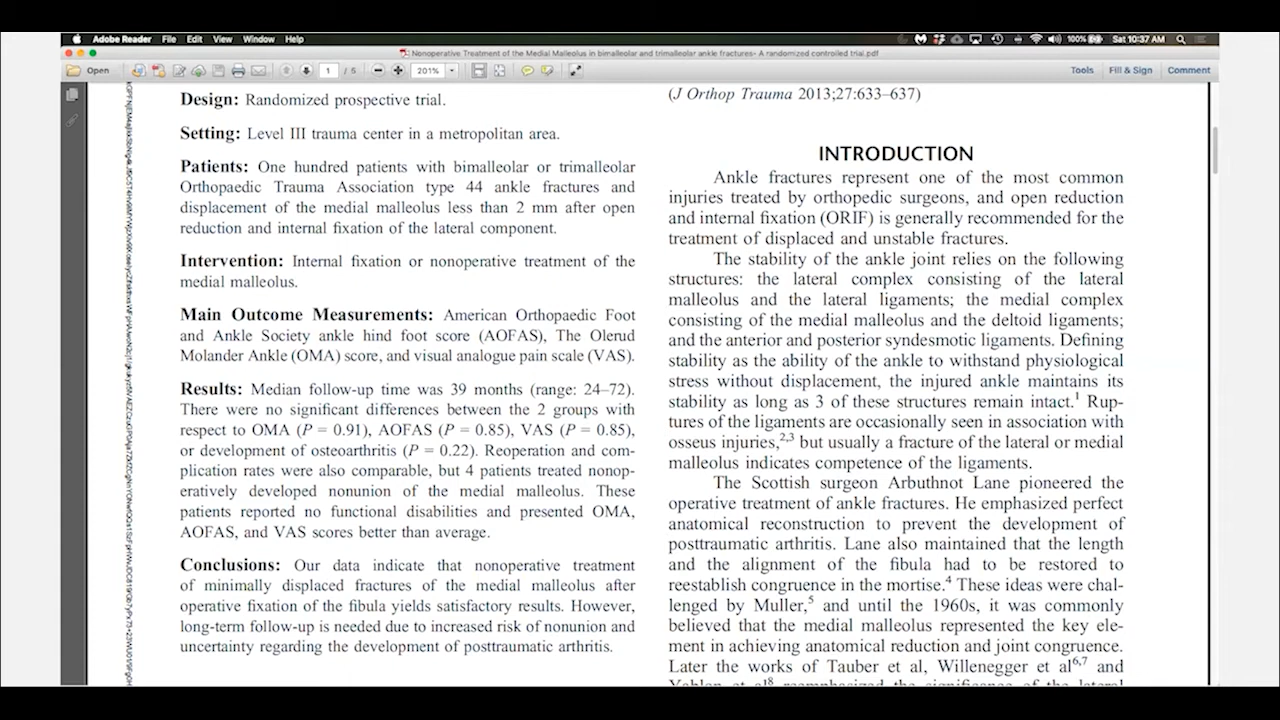 Adobe Reader File Edit View Window Help
100% Sat 10:37 AM
Nonoperative Treatment of the Medial Malleolus in bimalleolar and trimalleolar ankle fractures- A randomized controlled trial.pdf
Open 1 / 5 201% Tools Fill & Sign Comment
Design: Randomized prospective trial.
Setting: Level III trauma center in a metropolitan area.
Patients: One hundred patients with bimalleolar or trimalleolar
Orthopaedic Trauma Association type 44 ankle fractures and
displacement of the medial malleolus less than 2 mm after open
reduction and internal fixation of the lateral component.
Intervention: Internal fixation or nonoperative treatment of the
medial malleolus.
Main Outcome Measurements: American Orthopaedic Foot
and Ankle Society ankle hind foot score (AOFAS), The Olerud
Molander Ankle (OMA) score, and visual analogue pain scale (VAS).
Results: Median follow-up time was 39 months (range: 24–72).
There were no significant differences between the 2 groups with
respect to OMA (P = 0.91), AOFAS (P = 0.85), VAS (P = 0.85),
or development of osteoarthritis (P = 0.22). Reoperation and com-
plication rates were also comparable, but 4 patients treated nonop-
eratively developed nonunion of the medial malleolus. These
patients reported no functional disabilities and presented OMA,
AOFAS, and VAS scores better than average.
Conclusions: Our data indicate that nonoperative treatment
of minimally displaced fractures of the medial malleolus after
operative fixation of the fibula yields satisfactory results. However,
long-term follow-up is needed due to increased risk of nonunion and
uncertainty regarding the development of posttraumatic arthritis.
(J Orthop Trauma 2013;27:633–637)
INTRODUCTION
Ankle fractures represent one of the most common
injuries treated by orthopedic surgeons, and open reduction
and internal fixation (ORIF) is generally recommended for the
treatment of displaced and unstable fractures.
The stability of the ankle joint relies on the following
structures: the lateral complex consisting of the lateral
malleolus and the lateral ligaments; the medial complex
consisting of the medial malleolus and the deltoid ligaments;
and the anterior and posterior syndesmotic ligaments. Defining
stability as the ability of the ankle to withstand physiological
stress without displacement, the injured ankle maintains its
stability as long as 3 of these structures remain intact.1 Rup-
tures of the ligaments are occasionally seen in association with
osseus injuries,2,3 but usually a fracture of the lateral or medial
malleolus indicates competence of the ligaments.
The Scottish surgeon Arbuthnot Lane pioneered the
operative treatment of ankle fractures. He emphasized perfect
anatomical reconstruction to prevent the development of
posttraumatic arthritis. Lane also maintained that the length
and the alignment of the fibula had to be restored to
reestablish congruence in the mortise.4 These ideas were chal-
lenged by Muller,5 and until the 1960s, it was commonly
believed that the medial malleolus represented the key ele-
ment in achieving anatomical reduction and joint congruence.
Later the works of Tauber et al, Willenegger et al6,7 and
Yablon et al8 reemphasized the significance of the lateral